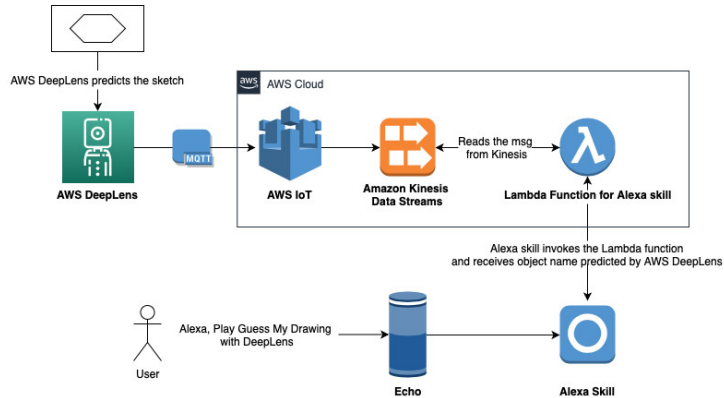 AWS DeepLens predicts the sketch
aws
AWS Cloud
MQTT
Reads the msg
from Kinesis
AWS DeepLens
AWS IoT
Amazon Kinesis
Data Streams
Lambda Function for Alexa skill
Alexa skill invokes the Lambda function
and receives object name predicted by AWS DeepLens
Alexa, Play Guess My Drawing
with DeepLens
User
Echo
Alexa Skill